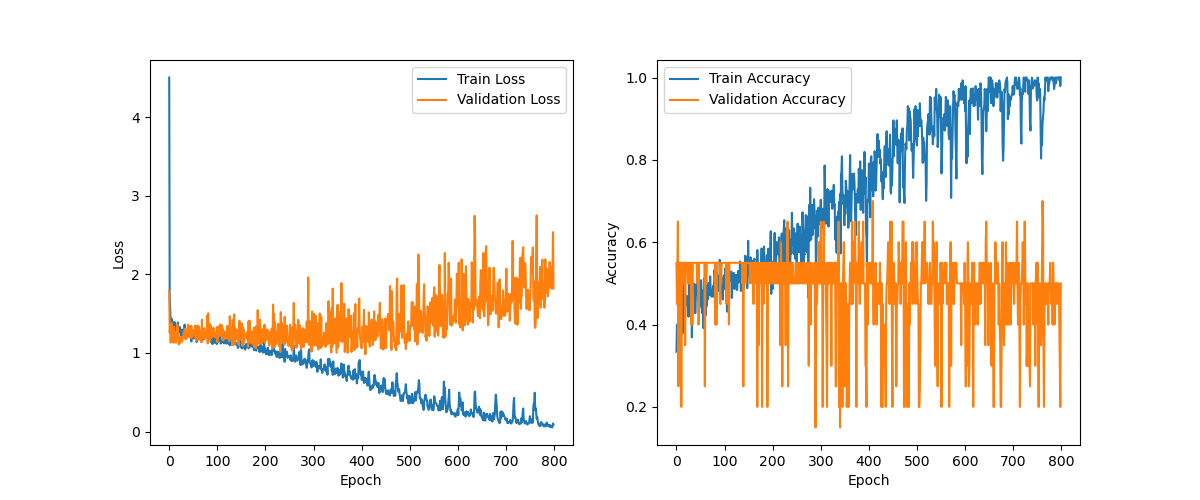 Train Loss
Validation Loss
4
3
2
1
0
Loss
0 100 200 300 400 500 600 700 800
Epoch
Train Accuracy
Validation Accuracy
1.0
0.8
0.6
0.4
0.2
Accuracy
0 100 200 300 400 500 600 700 800
Epoch